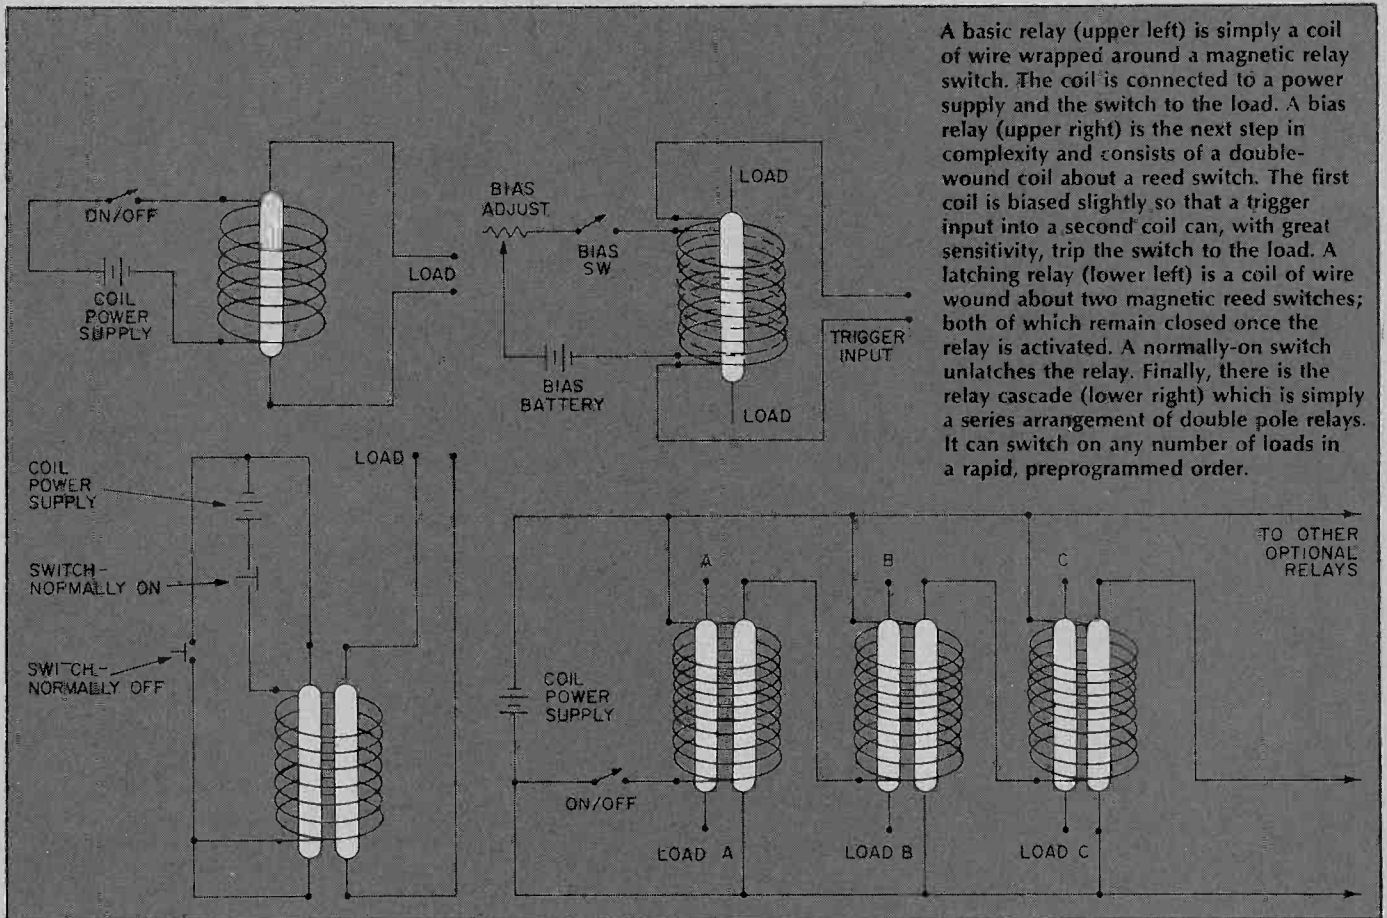 A basic relay (upper left) is simply a coil
of wire wrapped around a magnetic relay
switch. The coil is connected to a power
supply and the switch to the load. A bias
relay (upper right) is the next step in
complexity and consists of a double-
wound coil about a reed switch. The first
coil is biased slightly so that a trigger
input into a second coil can, with great
sensitivity, trip the switch to the load. A
latching relay (lower left) is a coil of wire
wound about two magnetic reed switches;
both of which remain closed once the
relay is activated. A normally-on switch
unlatches the relay. Finally, there is the
relay cascade (lower right) which is simply
a series arrangement of double pole relays.
It can switch on any number of loads in
a rapid, preprogrammed order.
ON/OFF
COIL
POWER
SUPPLY
LOAD
BIAS
ADJUST
BIAS
SW
BIAS
BATTERY
LOAD
LOAD
TRIGGER
INPUT
COIL
POWER
SUPPLY
SWITCH-
NORMALLY ON
SWITCH-
NORMALLY OFF
LOAD
COIL
POWER
SUPPLY
ON/OFF
A
B
C
LOAD A
LOAD B
LOAD C
TO OTHER
OPTIONAL
RELAYS